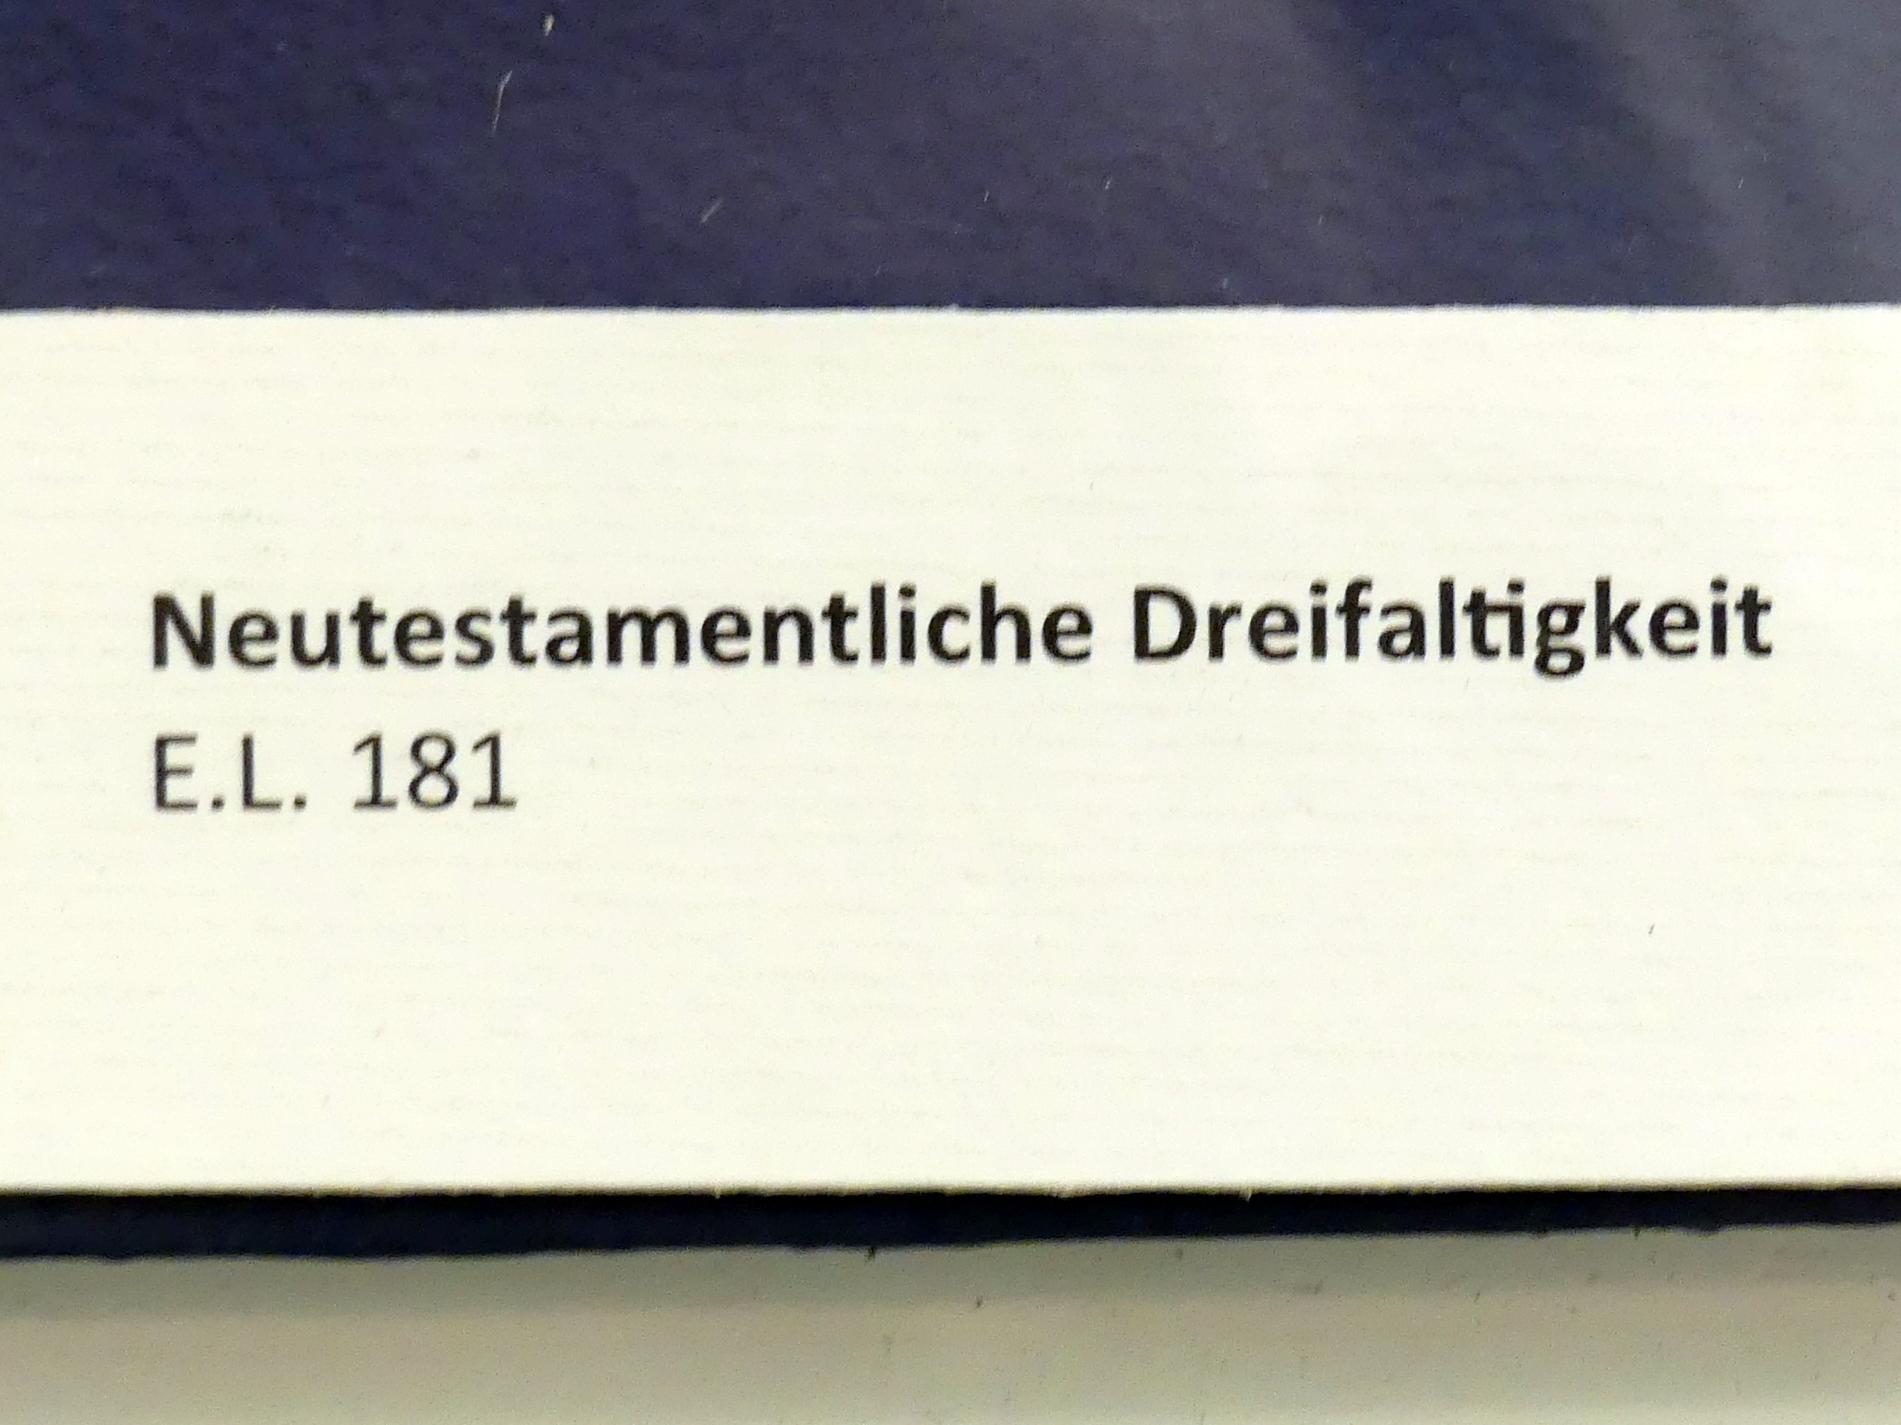 Neutestamentliche Dreifaltigkeit
E.L. 181